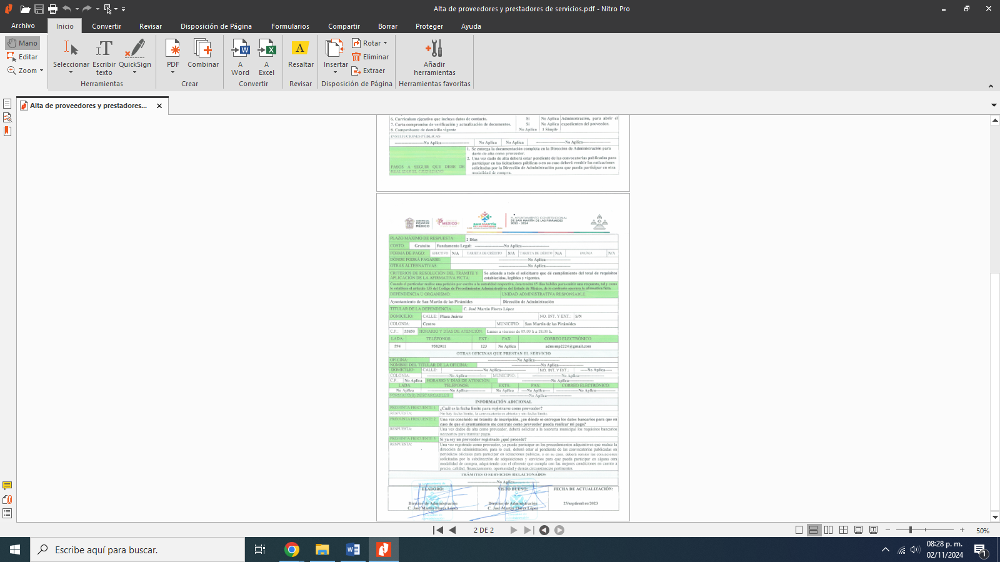 Alta de proveedores y prestadores de servicios.pdf - Nitro Pro
Archivo Inicio Convertir Revisar Disposición de Página Formularios Compartir Borrar Proteger Ayuda
Mano
Editar
Zoom
Seleccionar Escribir texto QuickSign
Herramientas
PDF Combinar
Crear
A Word A Excel
Convertir
Resaltar
Revisar
Insertar Rotar Eliminar Extraer
Disposición de Página
Añadir herramientas
Herramientas favoritas
Alta de proveedores y prestadores...
6. Curriculum ejecutivo que incluya datos de contacto. Si No Aplica Administración, para abrir el
7. Carta compromiso de verificación y actualización de documentos. Si No Aplica expedienten del proveedor.
8. Comprobante de domicilio vigente No Aplica 1 Simple
INSTITUCIONES PÚBLICAS
-No Aplica- No Aplica No Aplica -No Aplica-
PASOS A SEGUIR QUE DEBE DE REALIZAR EL CIUDADANO
1. Se entrega la documentación completa en la Dirección de Administración para
darlo de alta como proveedor.
2. Una vez dado de alta deberá estar pendiente de las convocatorias publicadas para
participar en las licitaciones públicas o en su caso deberá remitir las cotizaciones
solicitadas por la Dirección de Administración para que pueda participar en otra
modalidad de compra.
GOBIERNO DEL ESTADO DE MÉXICO
MÉXICO
SAN MARTÍN DE LAS PIRÁMIDES
H. AYUNTAMIENTO CONSTITUCIONAL
DE SAN MARTÍN DE LAS PIRÁMIDES
2022 - 2024
PLAZO MÁXIMO DE RESPUESTA: 2 Días
COSTO: Gratuito Fundamento Legal: -No Aplica-
FORMA DE PAGO: EFECTIVO N/A TARJETA DE CRÉDITO N/A TARJETA DE DÉBITO N/A EN LÍNEA N/A
DÓNDE PODRÁ PAGARSE: -No Aplica-
OTRAS ALTERNATIVAS: -No Aplica-
CRITERIOS DE RESOLUCIÓN DEL TRÁMITE Y APLICACIÓN DE LA AFIRMATIVA FICTA: Se atiende a todo el solicitante que dé cumplimiento del total de requisitos establecidos, legibles y vigentes.
Cuando el particular realice una petición por escrito a la autoridad respectiva, ésta tendrá 15 días hábiles para emitir una respuesta, tal y como
lo establece el artículo 135 del Código de Procedimientos Administrativos del Estado de México, de lo contrario operara la afirmativa ficta.
DEPENDENCIA U ORGANISMO UNIDAD ADMINISTRATIVA RESPONSABLE:
Ayuntamiento de San Martín de las Pirámides Dirección de Administración
TITULAR DE LA DEPENDENCIA: C. José Martín Flores López
DOMICILIO: CALLE: Plaza Juárez NO. INT. Y EXT.: S/N
COLONIA: Centro MUNICIPIO: San Martín de las Pirámides
C.P.: 55850 HORARIO Y DÍAS DE ATENCIÓN: Lunes a viernes de 09:00 h a 18:00 h.
LADA: TELÉFONOS: EXT.: FAX: CORREO ELECTRÓNICO:
594 9582011 123 No Aplica admsmp2224@gmail.com
OTRAS OFICINAS QUE PRESTAN EL SERVICIO
OFICINA: -No Aplica-
NOMBRE DEL TITULAR DE LA OFICINA: -No Aplica-
DOMICILIO: CALLE: -No Aplica- NO. INT. Y EXT.: -No Aplica-
COLONIA: -No Aplica- MUNICIPIO: -No Aplica-
C.P.: No Aplica HORARIO Y DÍAS DE ATENCIÓN: -No Aplica-
LADA: TELÉFONOS: EXTS.: FAX: CORREO ELECTRÓNICO:
No Aplica -No Aplica- No Aplica -No Aplica- -No Aplica-
FORMATO(S) DESCARGABLES -No Aplica-
INFORMACIÓN ADICIONAL
PREGUNTA FRECUENTE 1: ¿Cuál es la fecha límite para registrarse como proveedor?
RESPUESTA: No hay fecha límite, la convocatoria es abierta y sin fecha límite.
PREGUNTA FRECUENTE 2: Una vez concluido mi trámite de inscripción, ¿en dónde se entregan los datos bancarios para que en
caso de que el ayuntamiento me contrate como proveedor pueda realizar mi pago?
RESPUESTA: Una vez dados de alta como proveedor, deberá solicitar a la tesorería municipal los requisitos bancarios
necesarios para tramitar pagos.
PREGUNTA FRECUENTE 3: Si ya soy un proveedor registrado ¿qué procede?
RESPUESTA: Una vez registrado como proveedor, ya puede participar en los procedimientos adquisitivos que realice la
dirección de administración, para lo cual, deberá estar al pendiente de las convocatorias publicadas en
periódicos oficiales para participar en licitaciones públicas, o en su caso, deberá remitir las cotizaciones
solicitadas por la subdirección de adquisiciones y servicios para que pueda participar en alguna otra
modalidad de compra, adquiriendo con el oferente que cumpla con las mejores condiciones en cuento a
precio, calidad, financiamiento, oportunidad y demás circunstancias pertinentes.
TRÁMITES O SERVICIOS RELACIONADOS
-No Aplica-
ELABORÓ: VISTO BUENO: FECHA DE ACTUALIZACIÓN:
Director de Administración Director de Administración 25/septiembre/2023
C. José Martín Flores López C. José Martín Flores López
2 DE 2
50%
Escribe aquí para buscar.
08:28 p. m.
02/11/2024
1